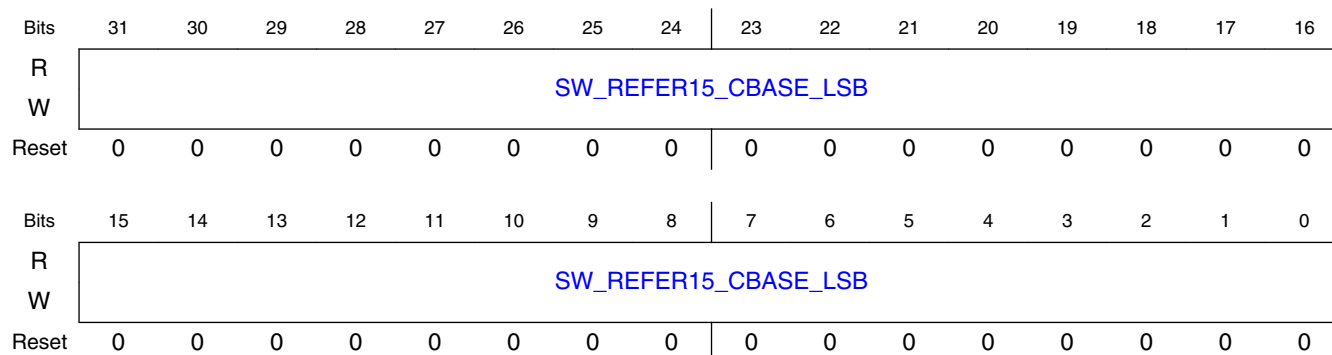 Bits 31 30 29 28 27 26 25 24 23 22 21 20 19 18 17 16
R
SW_REFER15_CBASE_LSB
W
Reset 0 0 0 0 0 0 0 0 0 0 0 0 0 0 0 0
Bits 15 14 13 12 11 10 9 8 7 6 5 4 3 2 1 0
R
SW_REFER15_CBASE_LSB
W
Reset 0 0 0 0 0 0 0 0 0 0 0 0 0 0 0 0